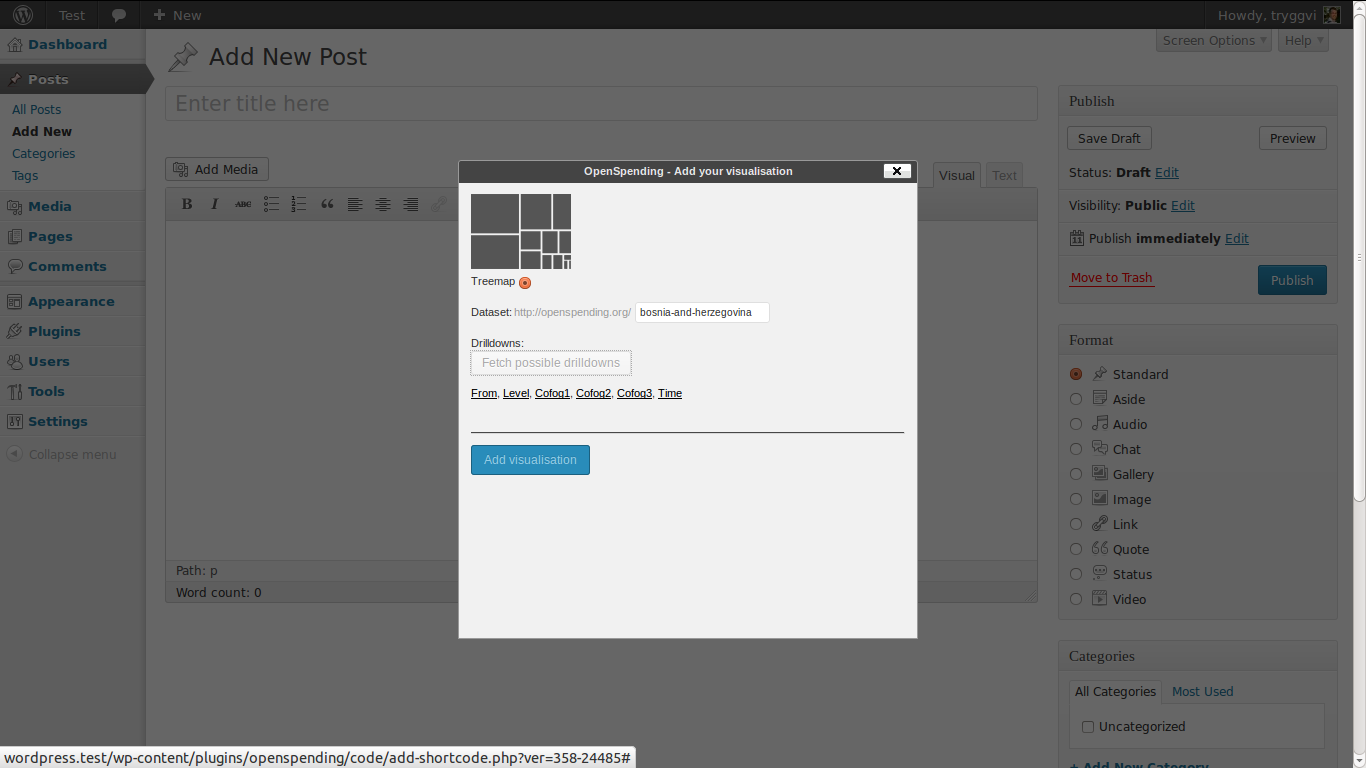 Test
New
Howdy, tryggvi
Dashboard
Posts
All Posts
Add New
Categories
Tags
Media
Pages
Comments
Appearance
Plugins
Users
Tools
Settings
Collapse menu
Screen Options
Help
Add New Post
Enter title here
Add Media
Visual
Text
B
I
ABC
Path: p
Word count: 0
OpenSpending - Add your visualisation
Treemap
Dataset: http://openspending.org/ bosnia-and-herzegovina
Drilldowns:
Fetch possible drilldowns
From, Level, Cofog1, Cofog2, Cofog3, Time
Add visualisation
Publish
Save Draft
Preview
Status: Draft Edit
Visibility: Public Edit
Publish immediately Edit
Move to Trash
Publish
Format
Standard
Aside
Audio
Chat
Gallery
Image
Link
Quote
Status
Video
Categories
All Categories
Most Used
Uncategorized
+ Add New Category
wordpress.test/wp-content/plugins/openspending/code/add-shortcode.php?ver=358-24485#